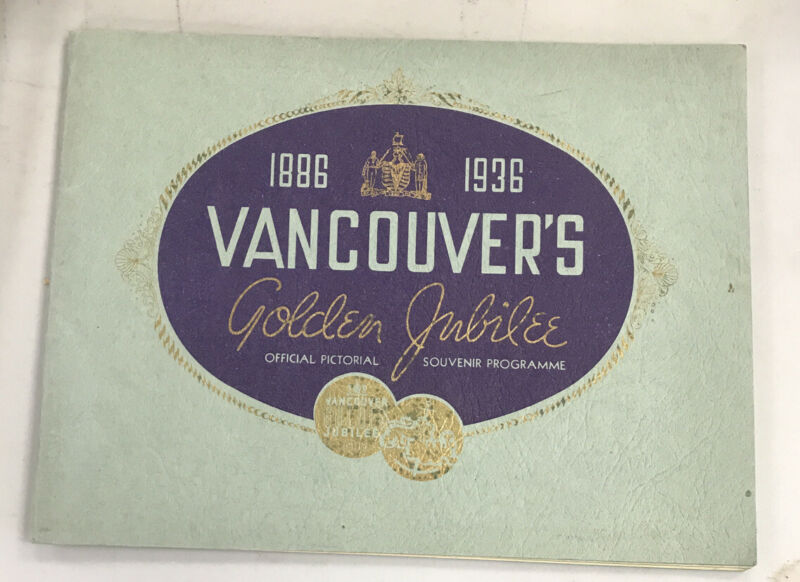 1886 1936
VANCOUVER'S
Golden Jubilee
OFFICIAL PICTORIAL SOUVENIR PROGRAMME
VANCOUVER
JUBILEE